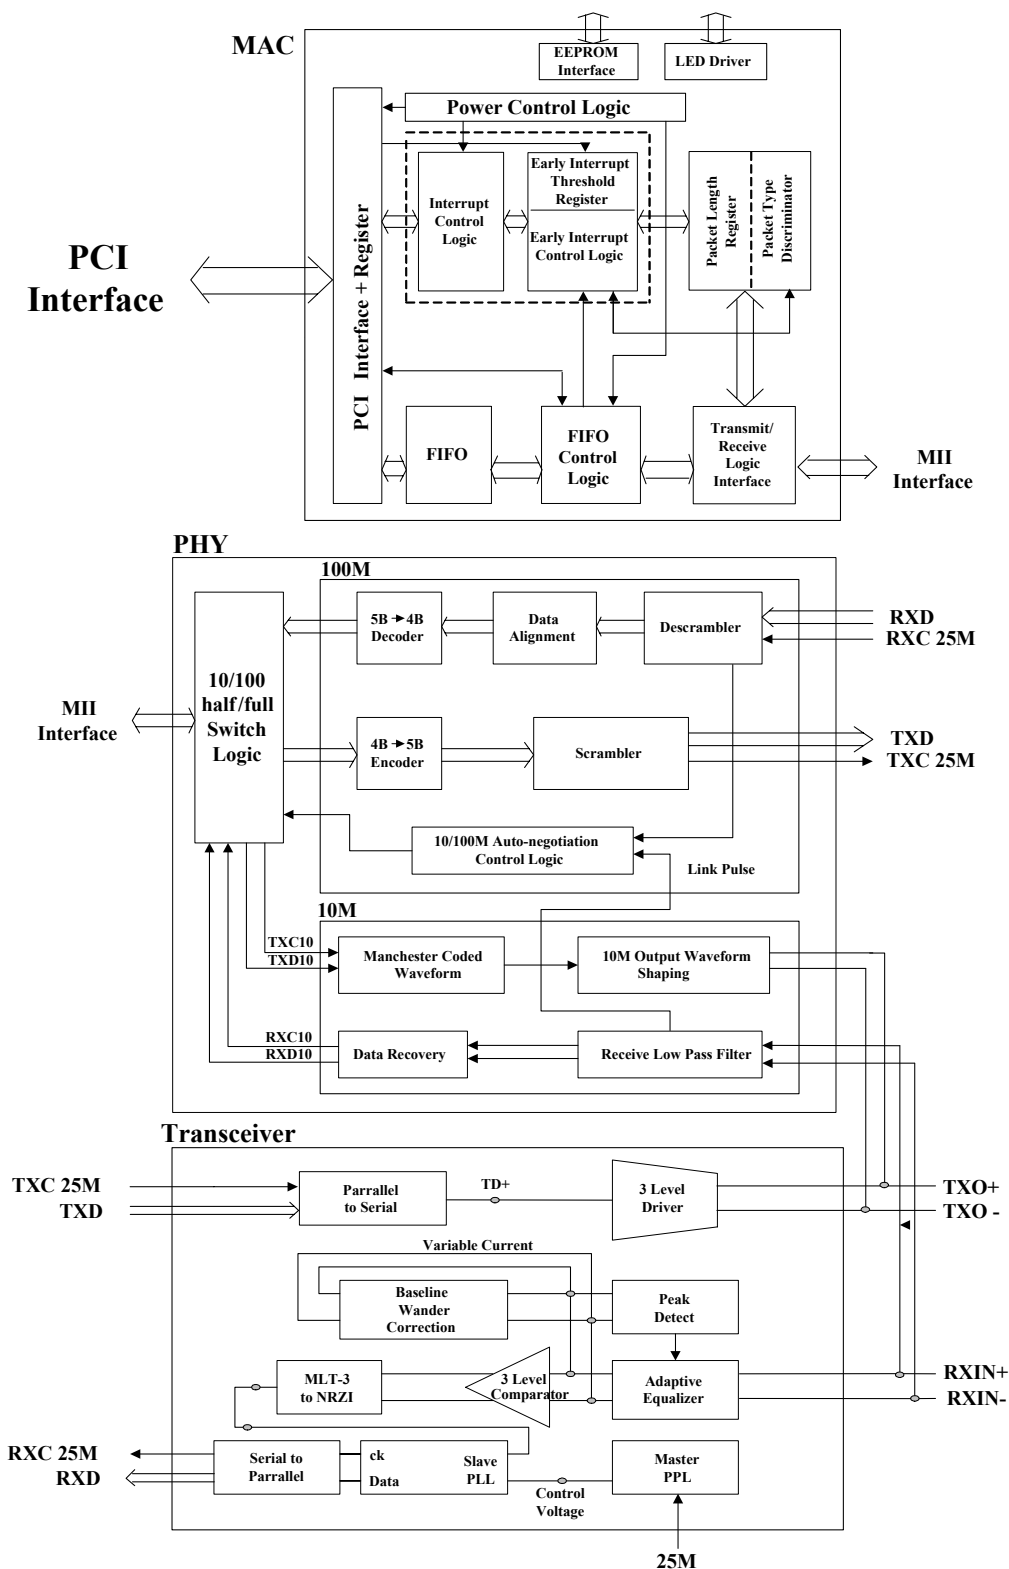 MAC
EEPROM
Interface
LED Driver
Power Control Logic
PCI Interface + Register
Interrupt
Control
Logic
Early Interrupt
Threshold
Register
Early Interrupt
Control Logic
Packet Length
Register
Packet Type
Discriminator
PCI
Interface
FIFO
FIFO
Control
Logic
Transmit/
Receive
Logic
Interface
MII
Interface
PHY
100M
5B → 4B
Decoder
Data
Alignment
Descrambler
RXD
RXC 25M
10/100
half/full
Switch
Logic
MII
Interface
4B → 5B
Encoder
Scrambler
TXD
TXC 25M
10/100M Auto-negotiation
Control Logic
Link Pulse
10M
TXC10
TXD10
Manchester Coded
Waveform
10M Output Waveform
Shaping
RXC10
RXD10
Data Recovery
Receive Low Pass Filter
Transceiver
TXC 25M
TXD
Parrallel
to Serial
TD+
3 Level
Driver
TXO+
TXO -
Variable Current
Baseline
Wander
Correction
Peak
Detect
MLT-3
to NRZI
3 Level
Comparator
Adaptive
Equalizer
RXIN+
RXIN-
RXC 25M
RXD
Serial to
Parrallel
ck
Data
Slave
PLL
Control
Voltage
Master
PPL
25M